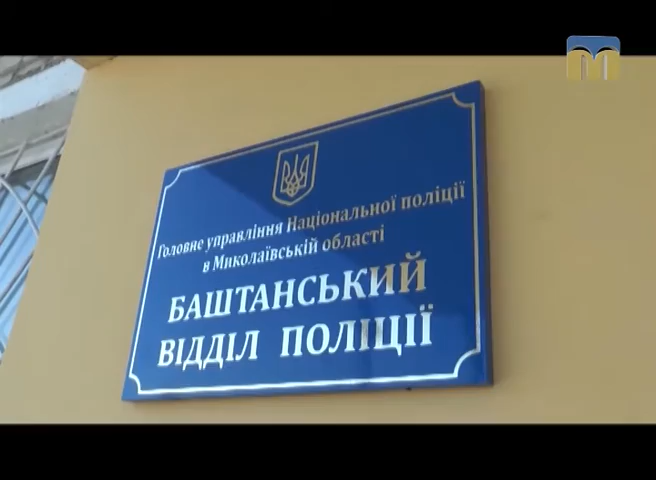 Головне управління Національної поліції
в Миколаївській області
БАШТАНСЬКИЙ
ВІДДІЛ ПОЛІЦІЇ